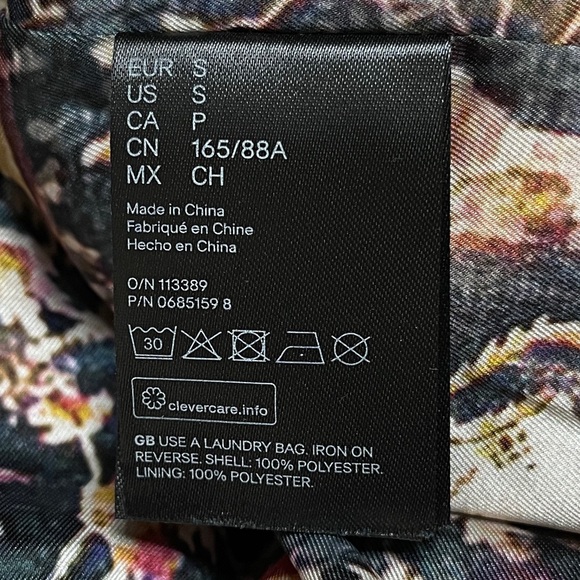 EUR S
US S
CA P
CN 165/88A
MX CH
Made in China
Fabriqué en Chine
Hecho en China
O/N 113389
P/N 0685159 8
30
clevercare.info
GB USE A LAUNDRY BAG. IRON ON
REVERSE. SHELL: 100% POLYESTER.
LINING: 100% POLYESTER.